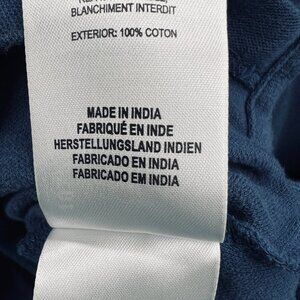 BLANCHIMENT INTERDIT
EXTERIOR: 100% COTON
MADE IN INDIA
FABRIQUÉ EN INDE
HERSTELLUNGSLAND INDIEN
FABRICADO EN INDIA
FABRICADO EM INDIA